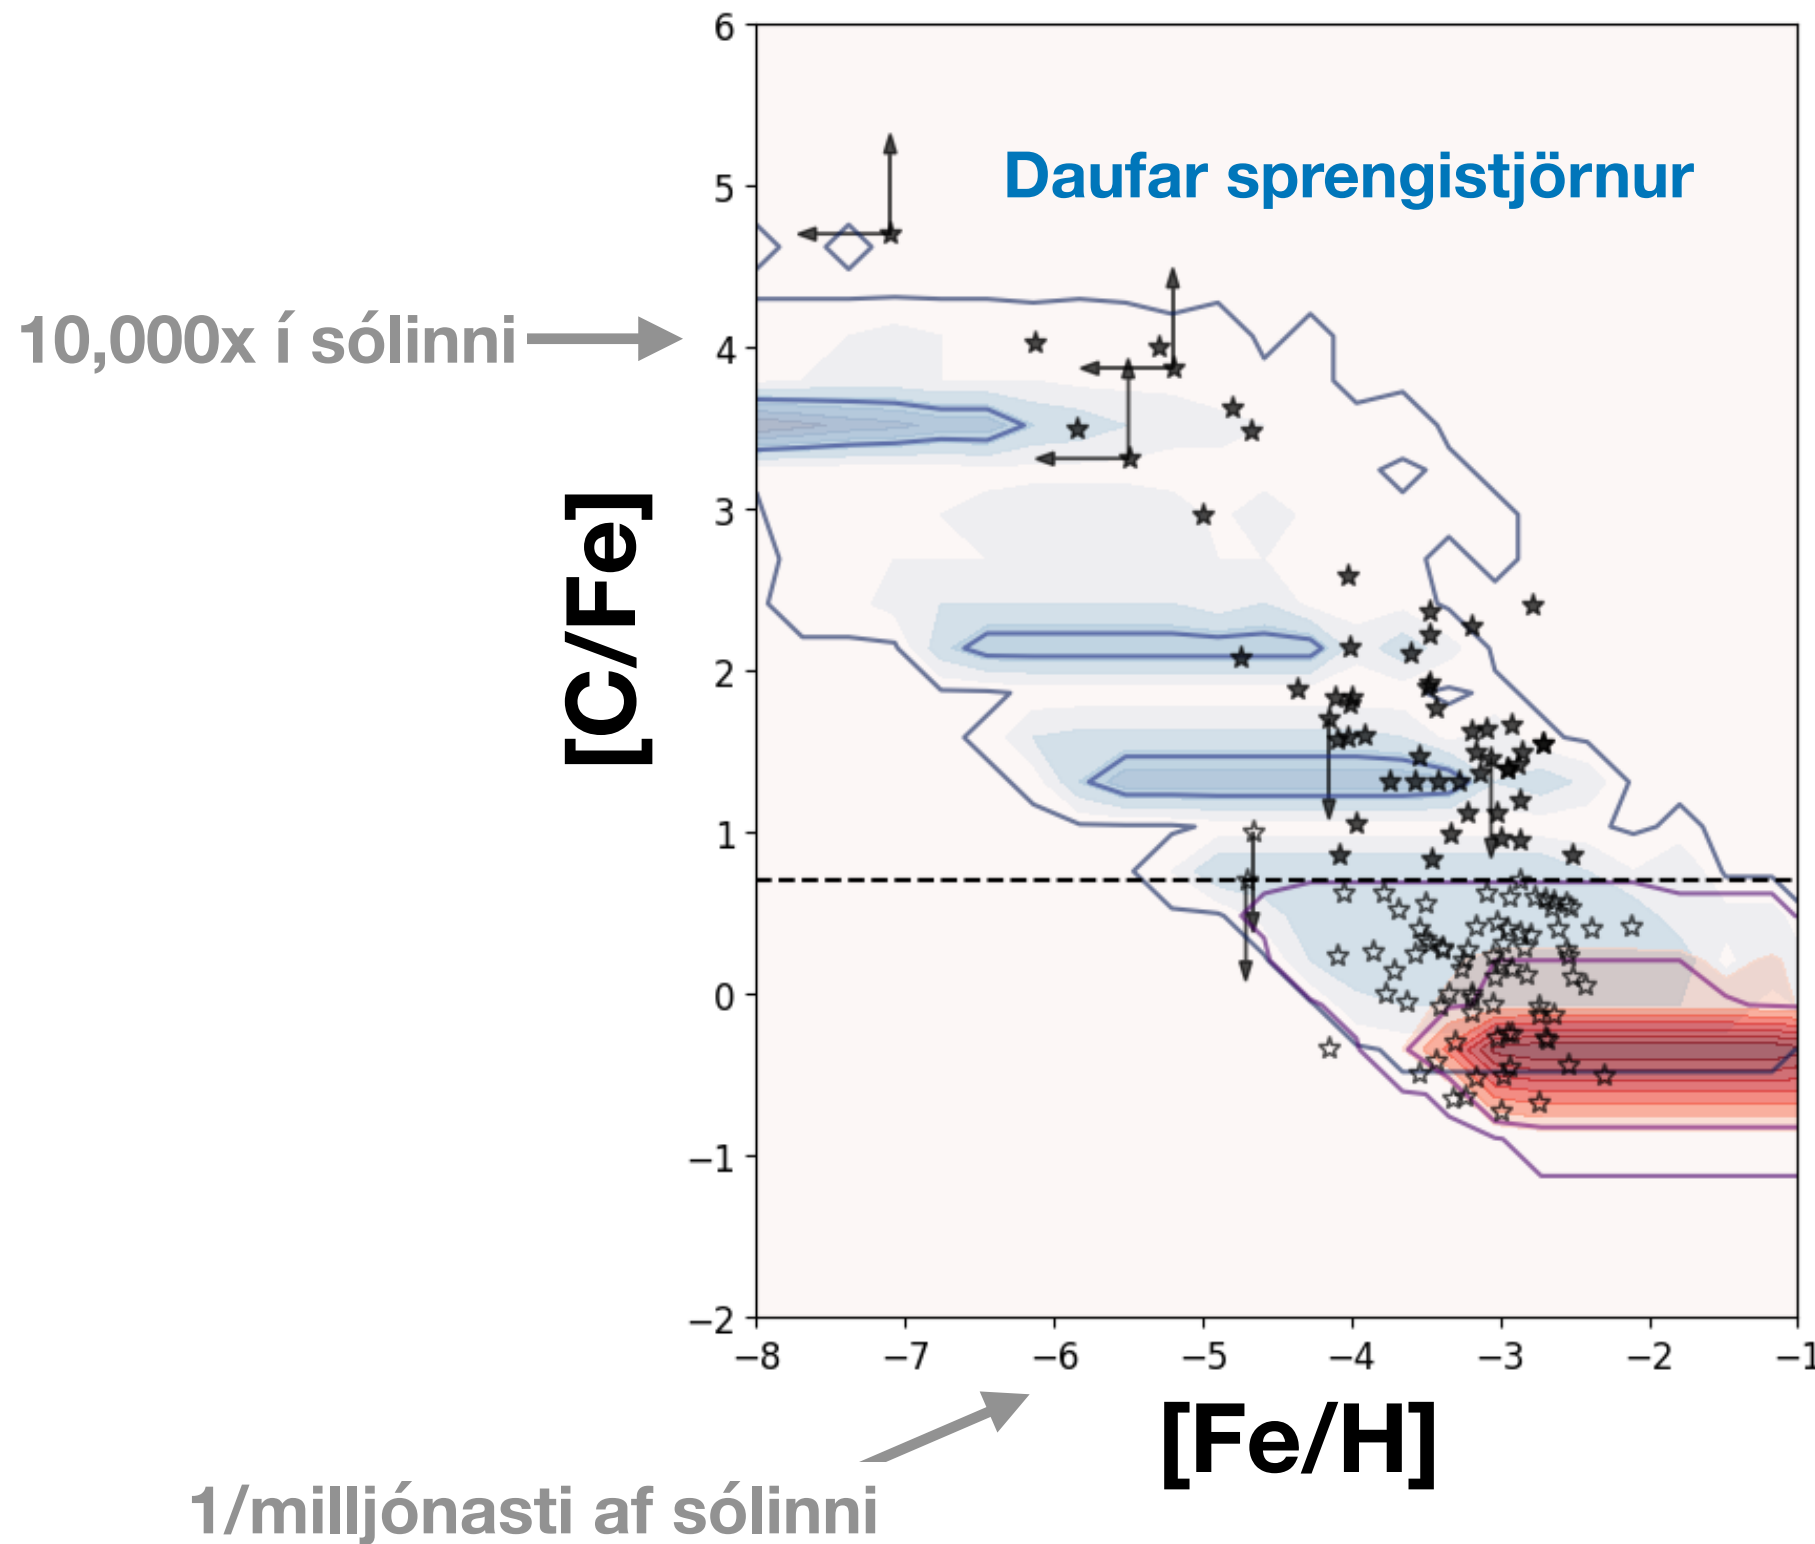 6
5
4
3
2
1
0
−1
−2
Daufar sprengistjörnur
10,000x í sólinni
[C/Fe]
−8 −7 −6 −5 −4 −3 −2 −1
[Fe/H]
1/milljónasti af sólinni